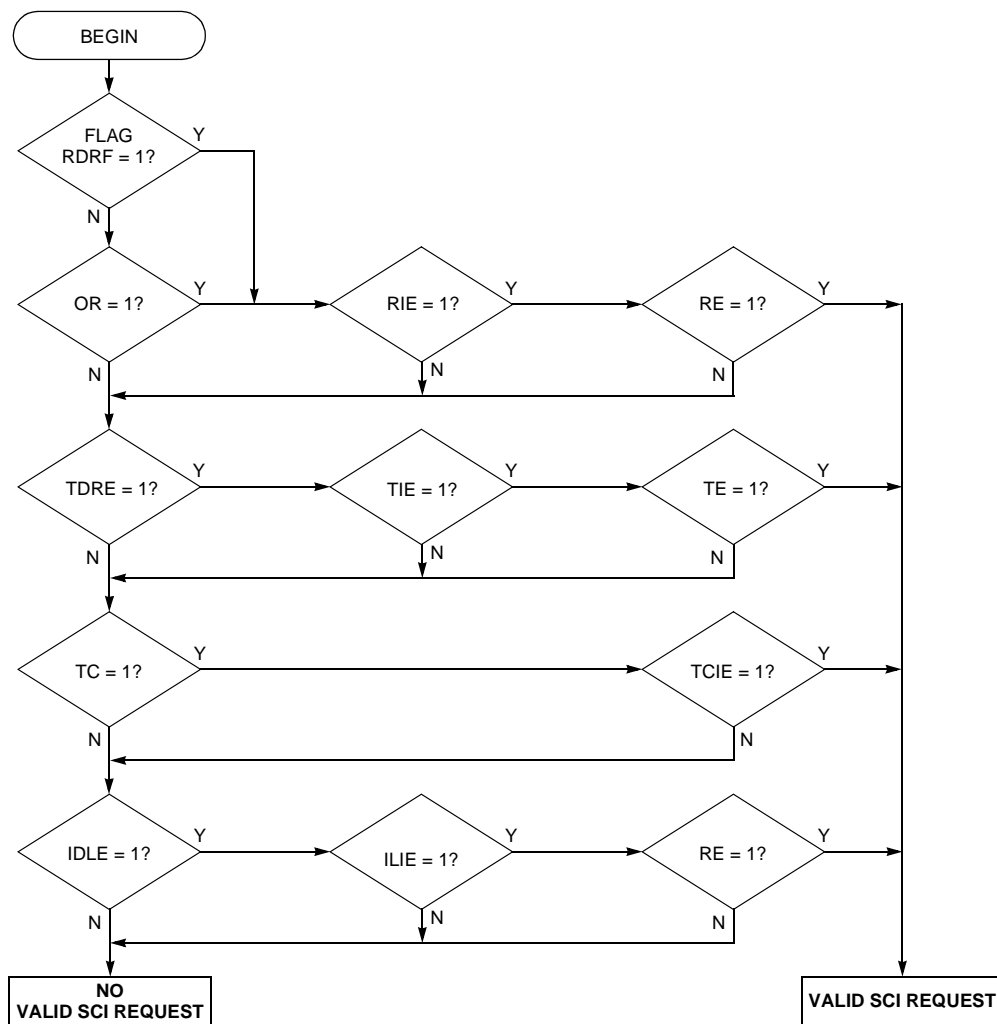 BEGIN
FLAG
RDRF = 1?
Y
N
OR = 1?
Y
RIE = 1?
Y
RE = 1?
Y
N
N
N
TDRE = 1?
Y
TIE = 1?
Y
TE = 1?
Y
N
N
N
TC = 1?
Y
TCIE = 1?
Y
N
N
IDLE = 1?
Y
ILIE = 1?
Y
RE = 1?
Y
N
N
N
NO
VALID SCI REQUEST
VALID SCI REQUEST